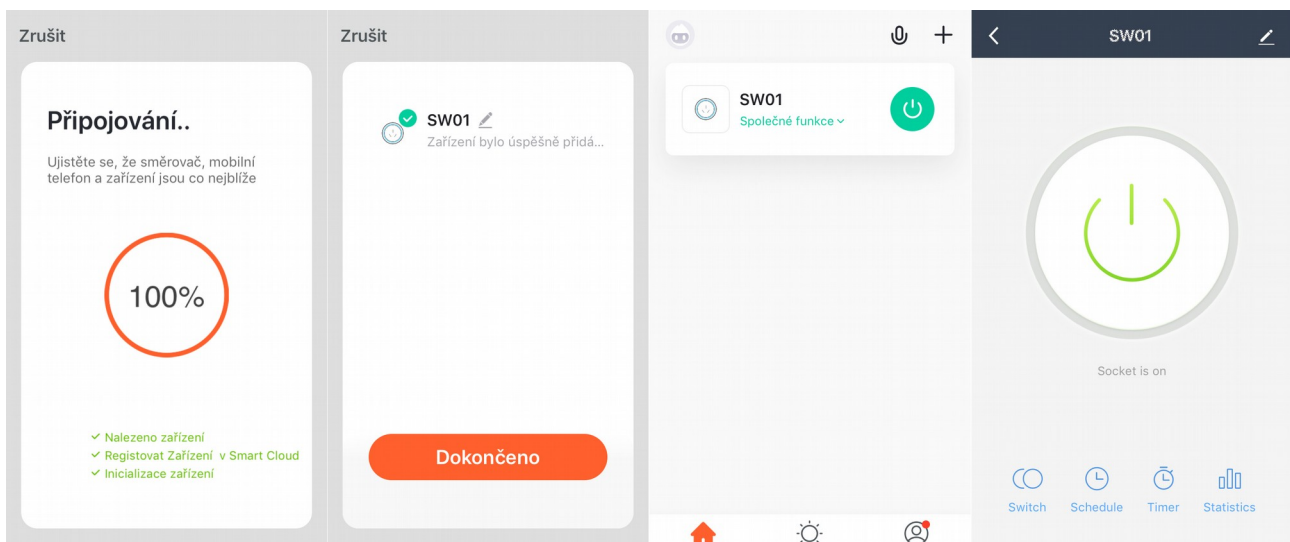 Zrušit
Připojování..
Ujistěte se, že směrovač, mobilní
telefon a zařízení jsou co nejblíže
100%
Nalezeno zařízení
Registovat Zařízení v Smart Cloud
Inicializace zařízení
Zrušit
SW01
Zařízení bylo úspěšně přidá...
Dokončeno
SW01
Společné funkce
SW01
Socket is on
Switch
Schedule
Timer
Statistics